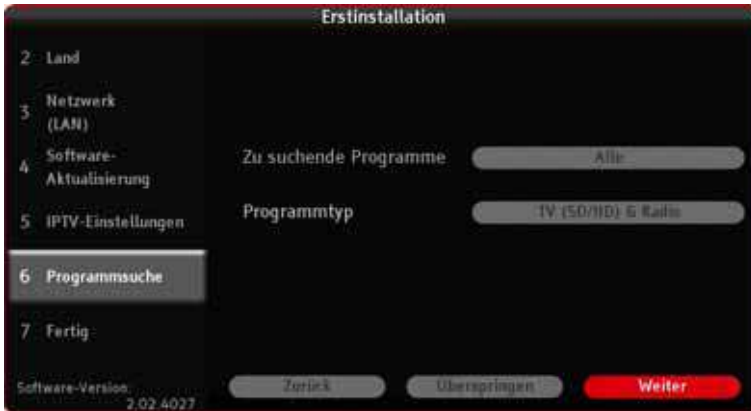 Erstinstallation
2 Land
3 Netzwerk
(LAN)
4 Software-
Aktualisierung
5 IPTV-Einstellungen
6 Programmsuche
7 Fertig
Software-Version:
2.02.4027
Zu suchende Programme Alle
Programmtyp TV (SD/HD) & Radio
Zurück Überspringen Weiter